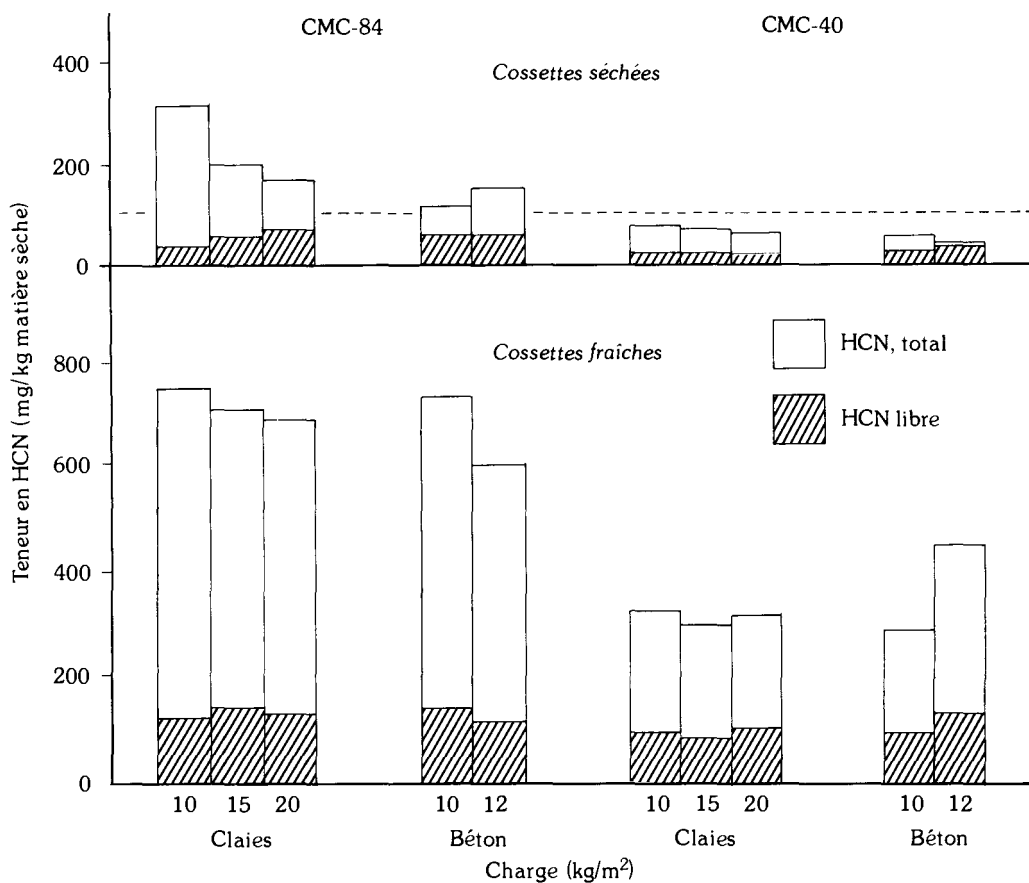 CMC-84
CMC-40
Cossettes séchées
400
200
0
Cossettes fraîches
800
600
400
200
0
Teneur en HCN (mg/kg matière sèche)
HCN, total
HCN libre
10 15 20 10 12 10 15 20 10 12
Claies Béton Claies Béton
Charge (kg/m²)